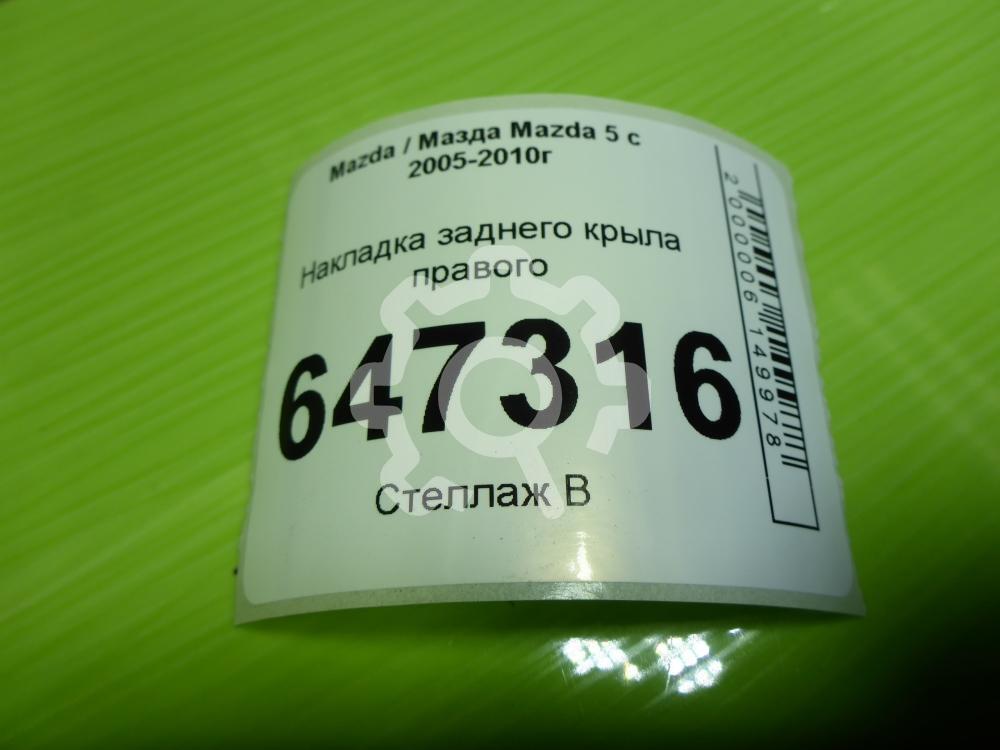 Mazda / Мазда Mazda 5 с
2005-2010г
Накладка заднего крыла
правого
647316
Стеллаж В
2000006149978